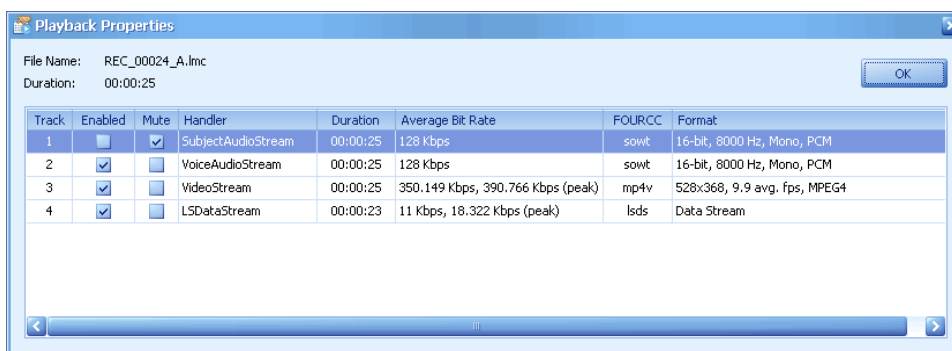 Playback Properties
File Name: REC_00024_A.lmc
Duration: 00:00:25
OK
Track Enabled Mute Handler Duration Average Bit Rate FOURCC Format
1 SubjectAudioStream 00:00:25 128 Kbps sowt 16-bit, 8000 Hz, Mono, PCM
2 VoiceAudioStream 00:00:25 128 Kbps sowt 16-bit, 8000 Hz, Mono, PCM
3 VideoStream 00:00:25 350.149 Kbps, 390.766 Kbps (peak) mp4v 528x368, 9.9 avg. fps, MPEG4
4 LSDataStream 00:00:23 11 Kbps, 18.322 Kbps (peak) lsds Data Stream